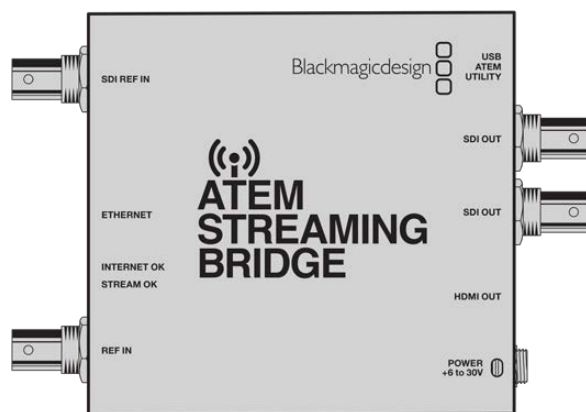 SDI REF IN
Blackmagicdesign
USB
ATEM
UTILITY
SDI OUT
ATEM
STREAMING
BRIDGE
ETHERNET
SDI OUT
INTERNET OK
STREAM OK
HDMI OUT
REF IN
POWER
+6 to 30V